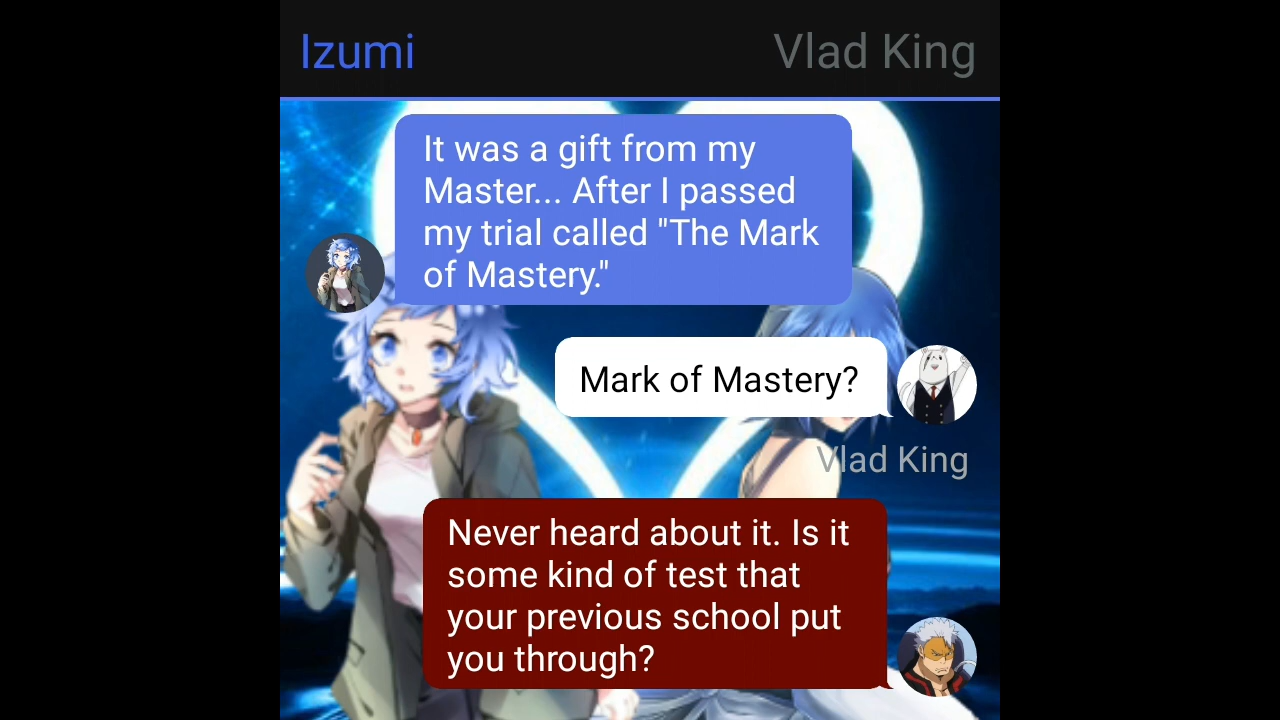 Izumi
Vlad King
It was a gift from my
Master... After I passed
my trial called "The Mark
of Mastery."
Mark of Mastery?
Vlad King
Never heard about it. Is it
some kind of test that
your previous school put
you through?